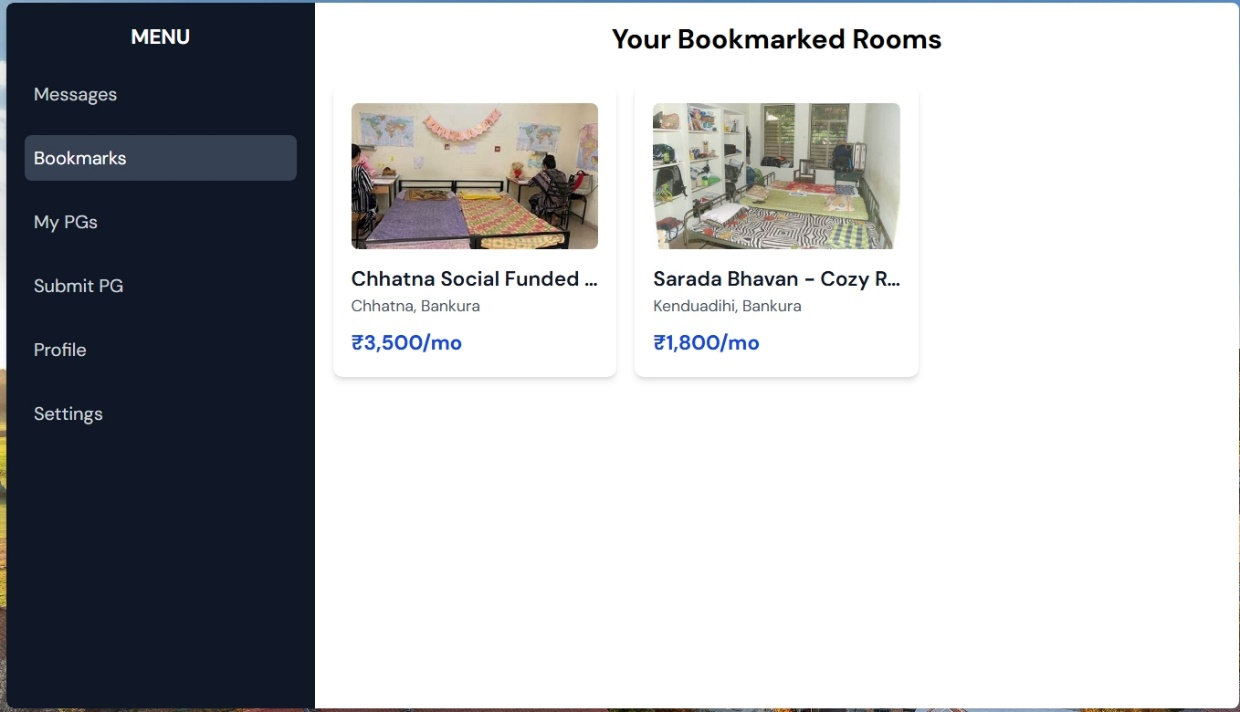 MENU
Messages
Bookmarks
My PGs
Submit PG
Profile
Settings
Your Bookmarked Rooms
Chhatna Social Funded ...
Chhatna, Bankura
₹3,500/mo
Sarada Bhavan - Cozy R...
Kenduadihi, Bankura
₹1,800/mo